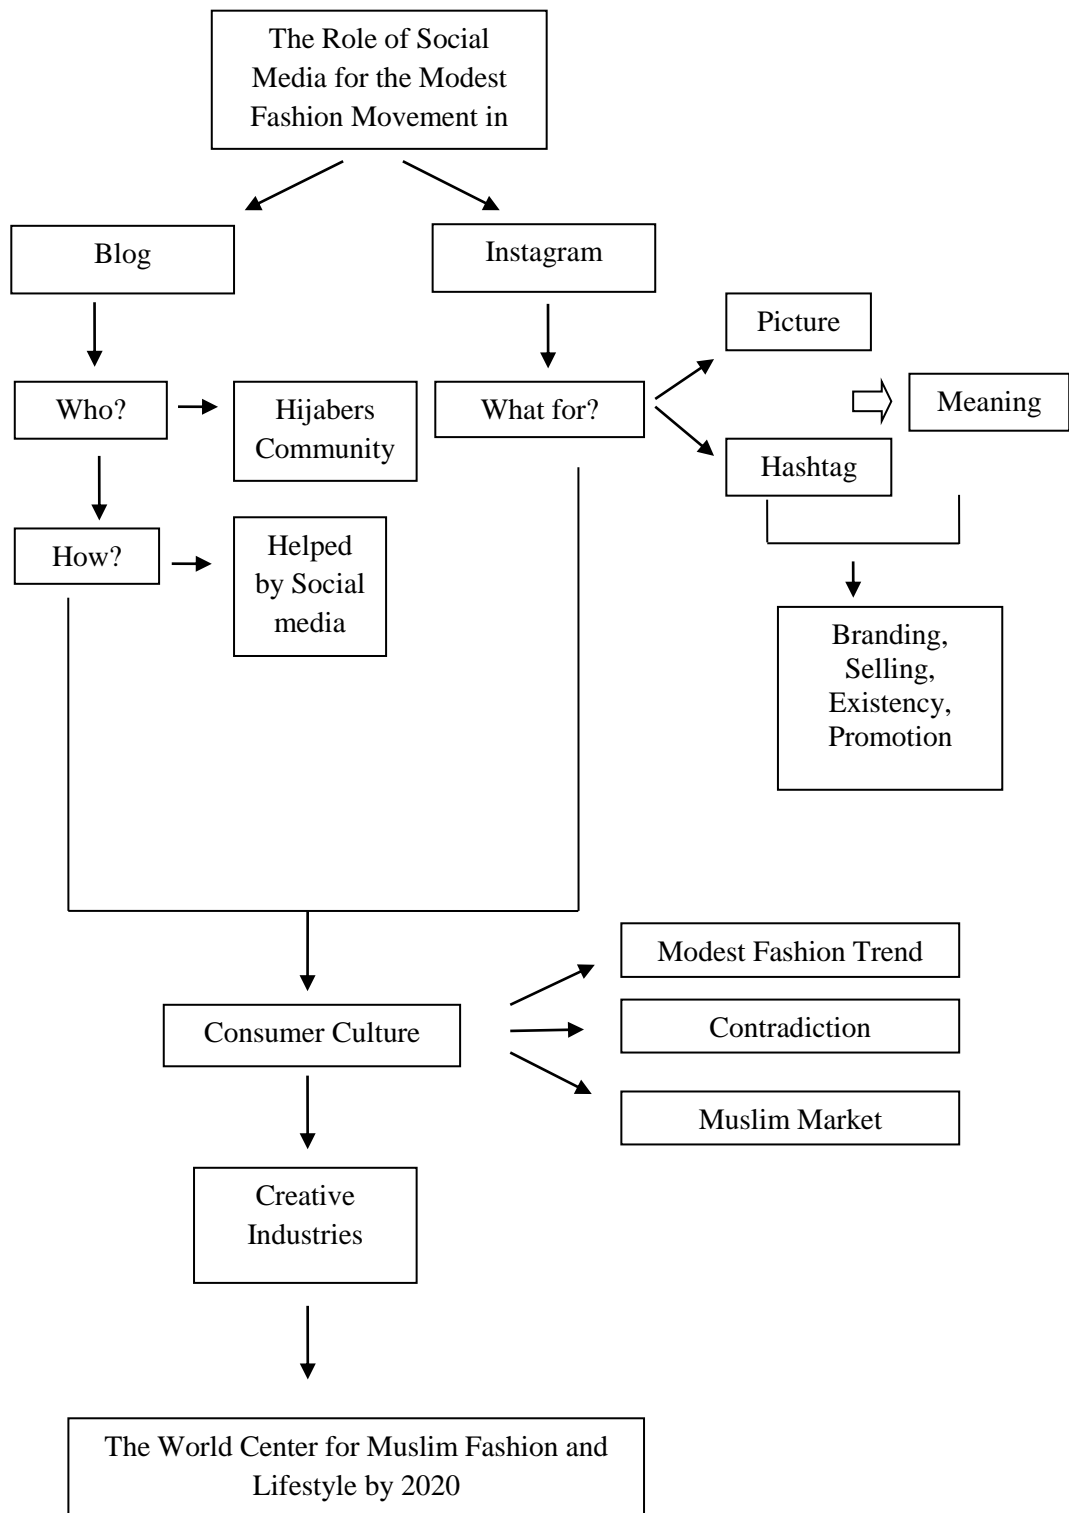 The Role of Social
Media for the Modest
Fashion Movement in
Blog
Instagram
Picture
Who?
Hijabers
Community
What for?
Meaning
Hashtag
How?
Helped
by Social
media
Branding,
Selling,
Existency,
Promotion
Modest Fashion Trend
Consumer Culture
Contradiction
Muslim Market
Creative
Industries
The World Center for Muslim Fashion and
Lifestyle by 2020